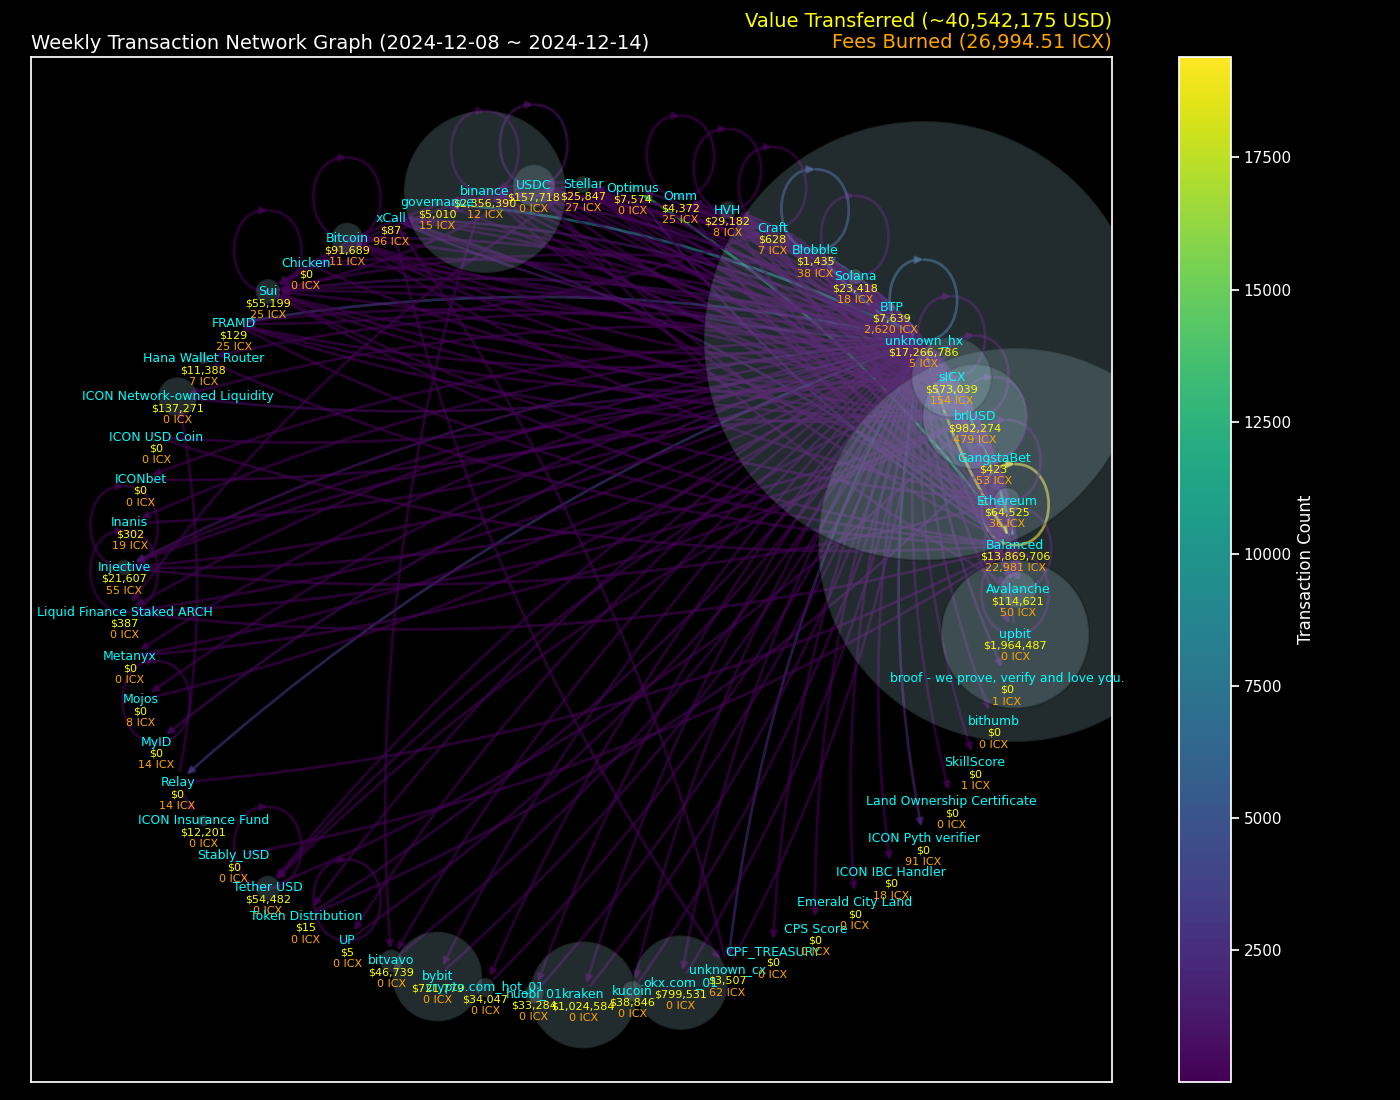 Value Transferred (~40,542,175 USD)
Weekly Transaction Network Graph (2024-12-08 ~ 2024-12-14)
Fees Burned (26,994.51 ICX)
USDC
$157,718
0 ICX
Stellar
$25,847
27 ICX
Optimus
$7,574
0 ICX
Omm
$4,372
25 ICX
HVH
$29,182
8 ICX
Craft
$628
7 ICX
Blobble
$1,435
38 ICX
Solana
$23,418
18 ICX
BTP
$7,639
2,620 ICX
unknown_hx
$17,266,786
5 ICX
sICX
$573,039
154 ICX
bnUSD
$982,274
479 ICX
GangstaBet
$423
53 ICX
Ethereum
$64,525
36 ICX
Balanced
$13,869,706
22,981 ICX
Avalanche
$114,621
50 ICX
upbit
$1,964,487
0 ICX
broof - we prove, verify and love you.
$0
1 ICX
bithumb
$0
0 ICX
SkillScore
$0
1 ICX
Land Ownership Certificate
$0
0 ICX
ICON Pyth verifier
$0
91 ICX
ICON IBC Handler
$0
18 ICX
Emerald City Land
$0
0 ICX
CPS Score
$0
0 ICX
CPF_TREASURY
$0
0 ICX
unknown_cx
$3,507
62 ICX
okx.com_01
$799,531
0 ICX
kucoin
$38,846
0 ICX
kraken
$1,024,584
0 ICX
huobi_01
$33,284
0 ICX
crypto.com_hot_01
$34,047
0 ICX
bybit
0 ICX
bitvavo
$46,739
0 ICX
UP
$5
0 ICX
Token Distribution
$15
0 ICX
Tether USD
$54,482
0 ICX
Stably_USD
$0
0 ICX
ICON Insurance Fund
$12,201
0 ICX
Relay
$0
14 ICX
MyID
$0
14 ICX
Mojos
$0
8 ICX
Metanyx
$0
0 ICX
Liquid Finance Staked ARCH
$387
0 ICX
Injective
$21,607
55 ICX
Inanis
$302
19 ICX
ICONbet
$0
0 ICX
ICON USD Coin
$0
0 ICX
ICON Network-owned Liquidity
$137,271
0 ICX
Hana Wallet Router
$11,388
7 ICX
FRAMD
$129
25 ICX
Sui
$55,199
25 ICX
Chicken
$0
0 ICX
Bitcoin
$91,689
11 ICX
xCall
$87
96 ICX
governance
$5,010
15 ICX
binance
$2,356,390
12 ICX
17500
15000
12500
10000
7500
5000
2500
Transaction Count